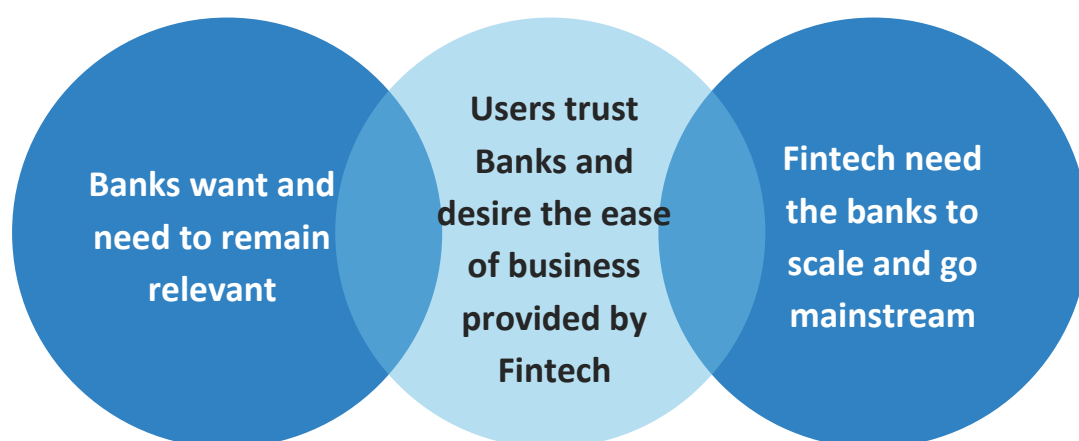 Banks want and
need to remain
relevant
Users trust
Banks and
desire the ease
of business
provided by
Fintech
Fintech need
the banks to
scale and go
mainstream